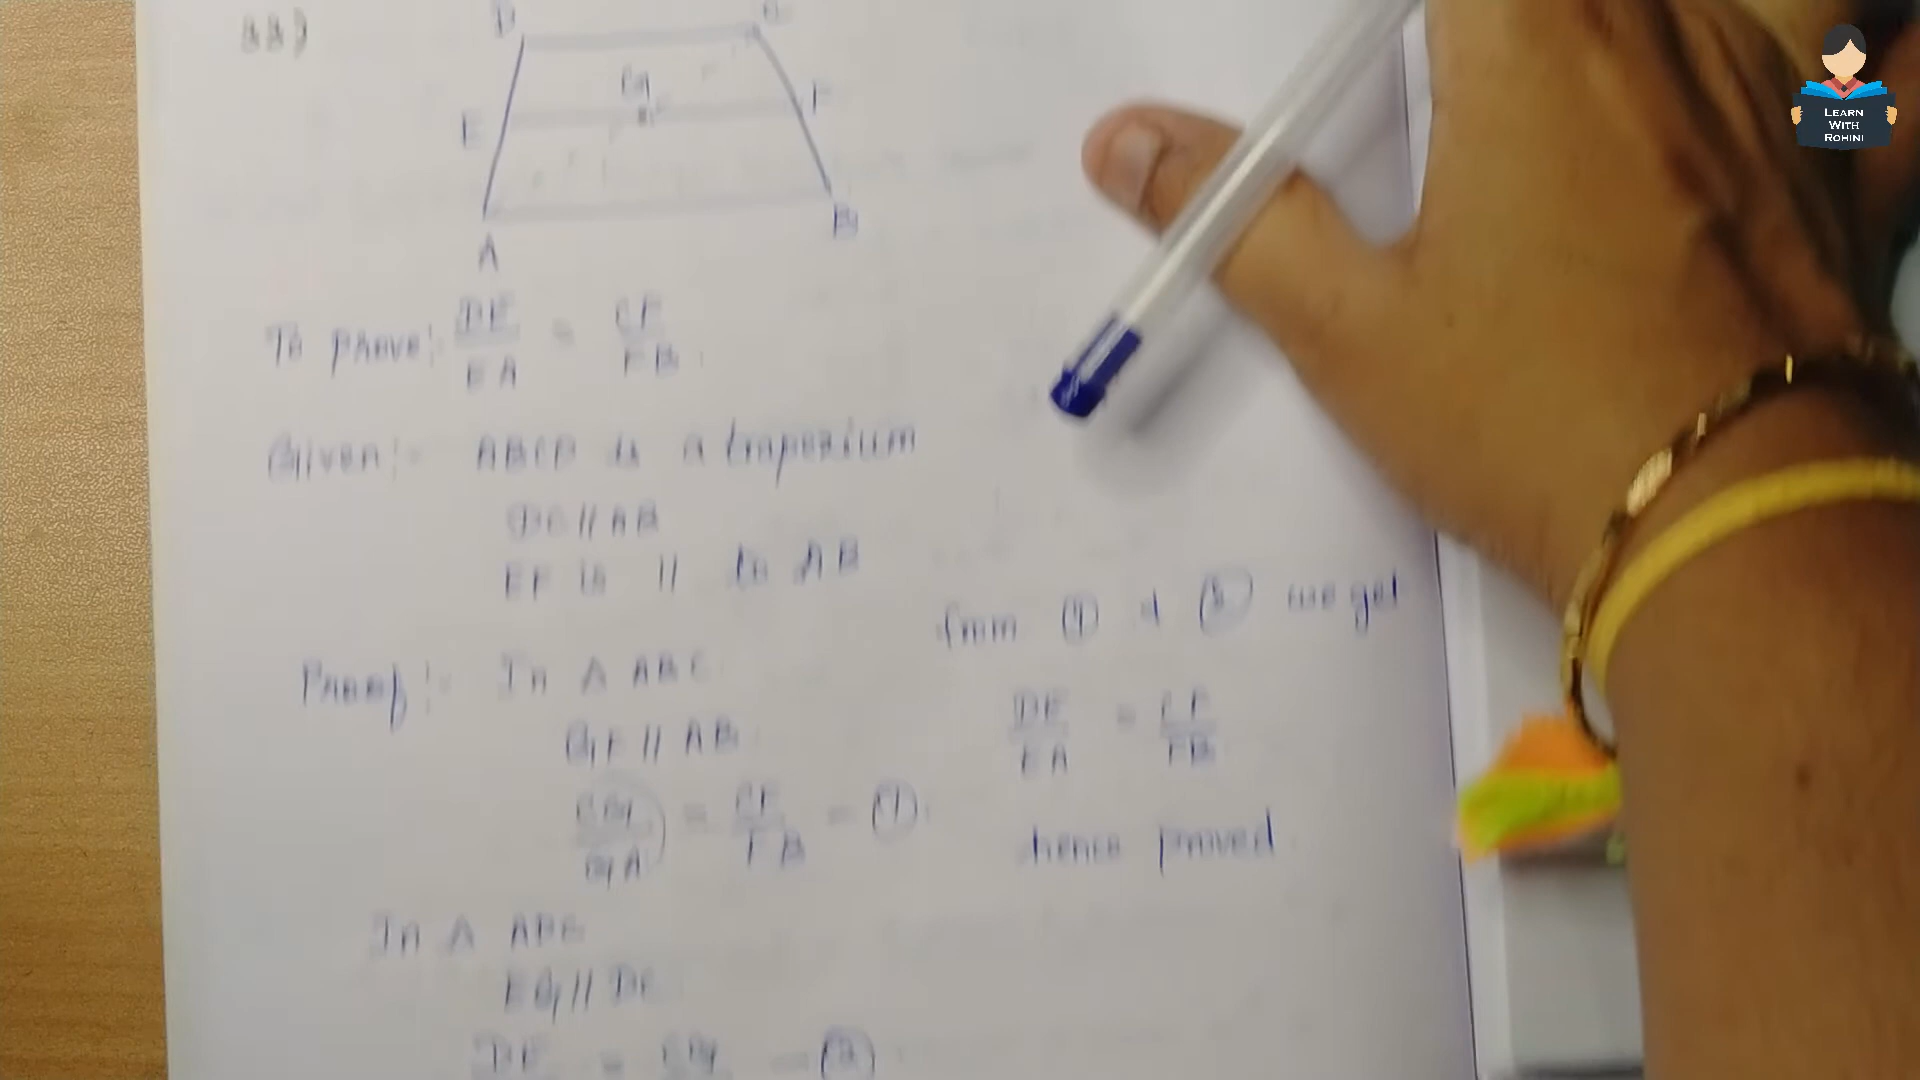 33)
D C
G
E F
A B
To prove:- DE/EA = CF/FB.
Given:- ABCD is a trapezium
DC//AB
EF is // to AB
Proof:- In △ ABC
GF // AB
CG/GA = CF/FB - (1).
In △ ADC
EG // DC
DE = CG - (2)
from (1) & (2) we get
DE/EA = CF/FB
hence proved.
LEARN
WITH
ROHINI